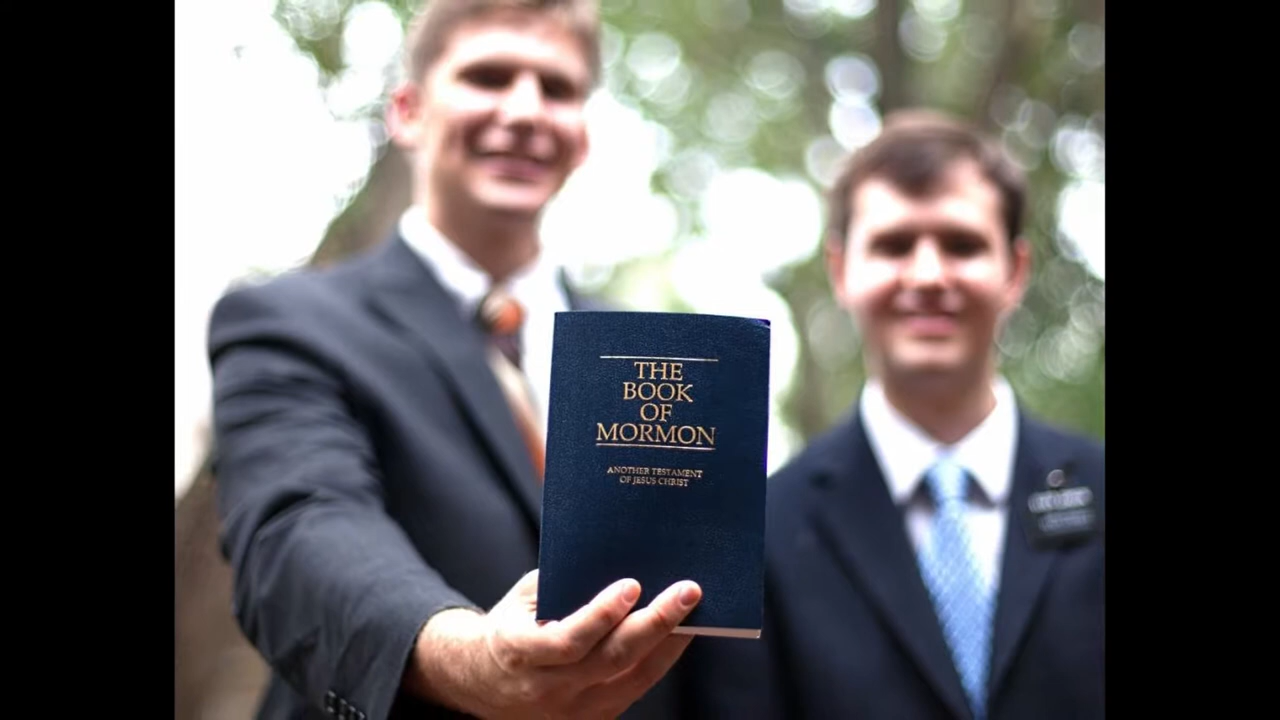 THE
BOOK
OF
MORMON
ANOTHER TESTAMENT
OF JESUS CHRIST